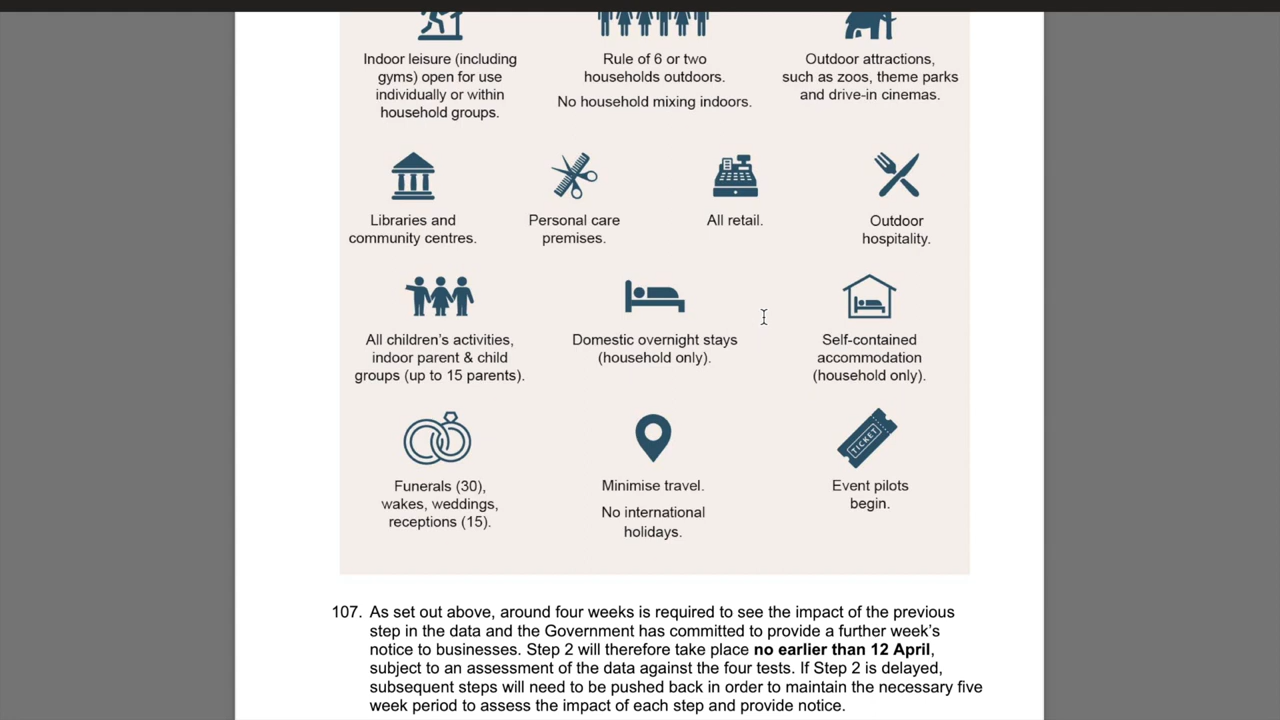 Indoor leisure (including
gyms) open for use
individually or within
household groups.
Rule of 6 or two
households outdoors.
No household mixing indoors.
Outdoor attractions,
such as zoos, theme parks
and drive-in cinemas.
Libraries and
community centres.
Personal care
premises.
All retail.
Outdoor
hospitality.
All children’s activities,
indoor parent & child
groups (up to 15 parents).
Domestic overnight stays
(household only).
Self-contained
accommodation
(household only).
Funerals (30),
wakes, weddings,
receptions (15).
Minimise travel.
No international
holidays.
TICKET
Event pilots
begin.
107. As set out above, around four weeks is required to see the impact of the previous
step in the data and the Government has committed to provide a further week’s
notice to businesses. Step 2 will therefore take place no earlier than 12 April,
subject to an assessment of the data against the four tests. If Step 2 is delayed,
subsequent steps will need to be pushed back in order to maintain the necessary five
week period to assess the impact of each step and provide notice.